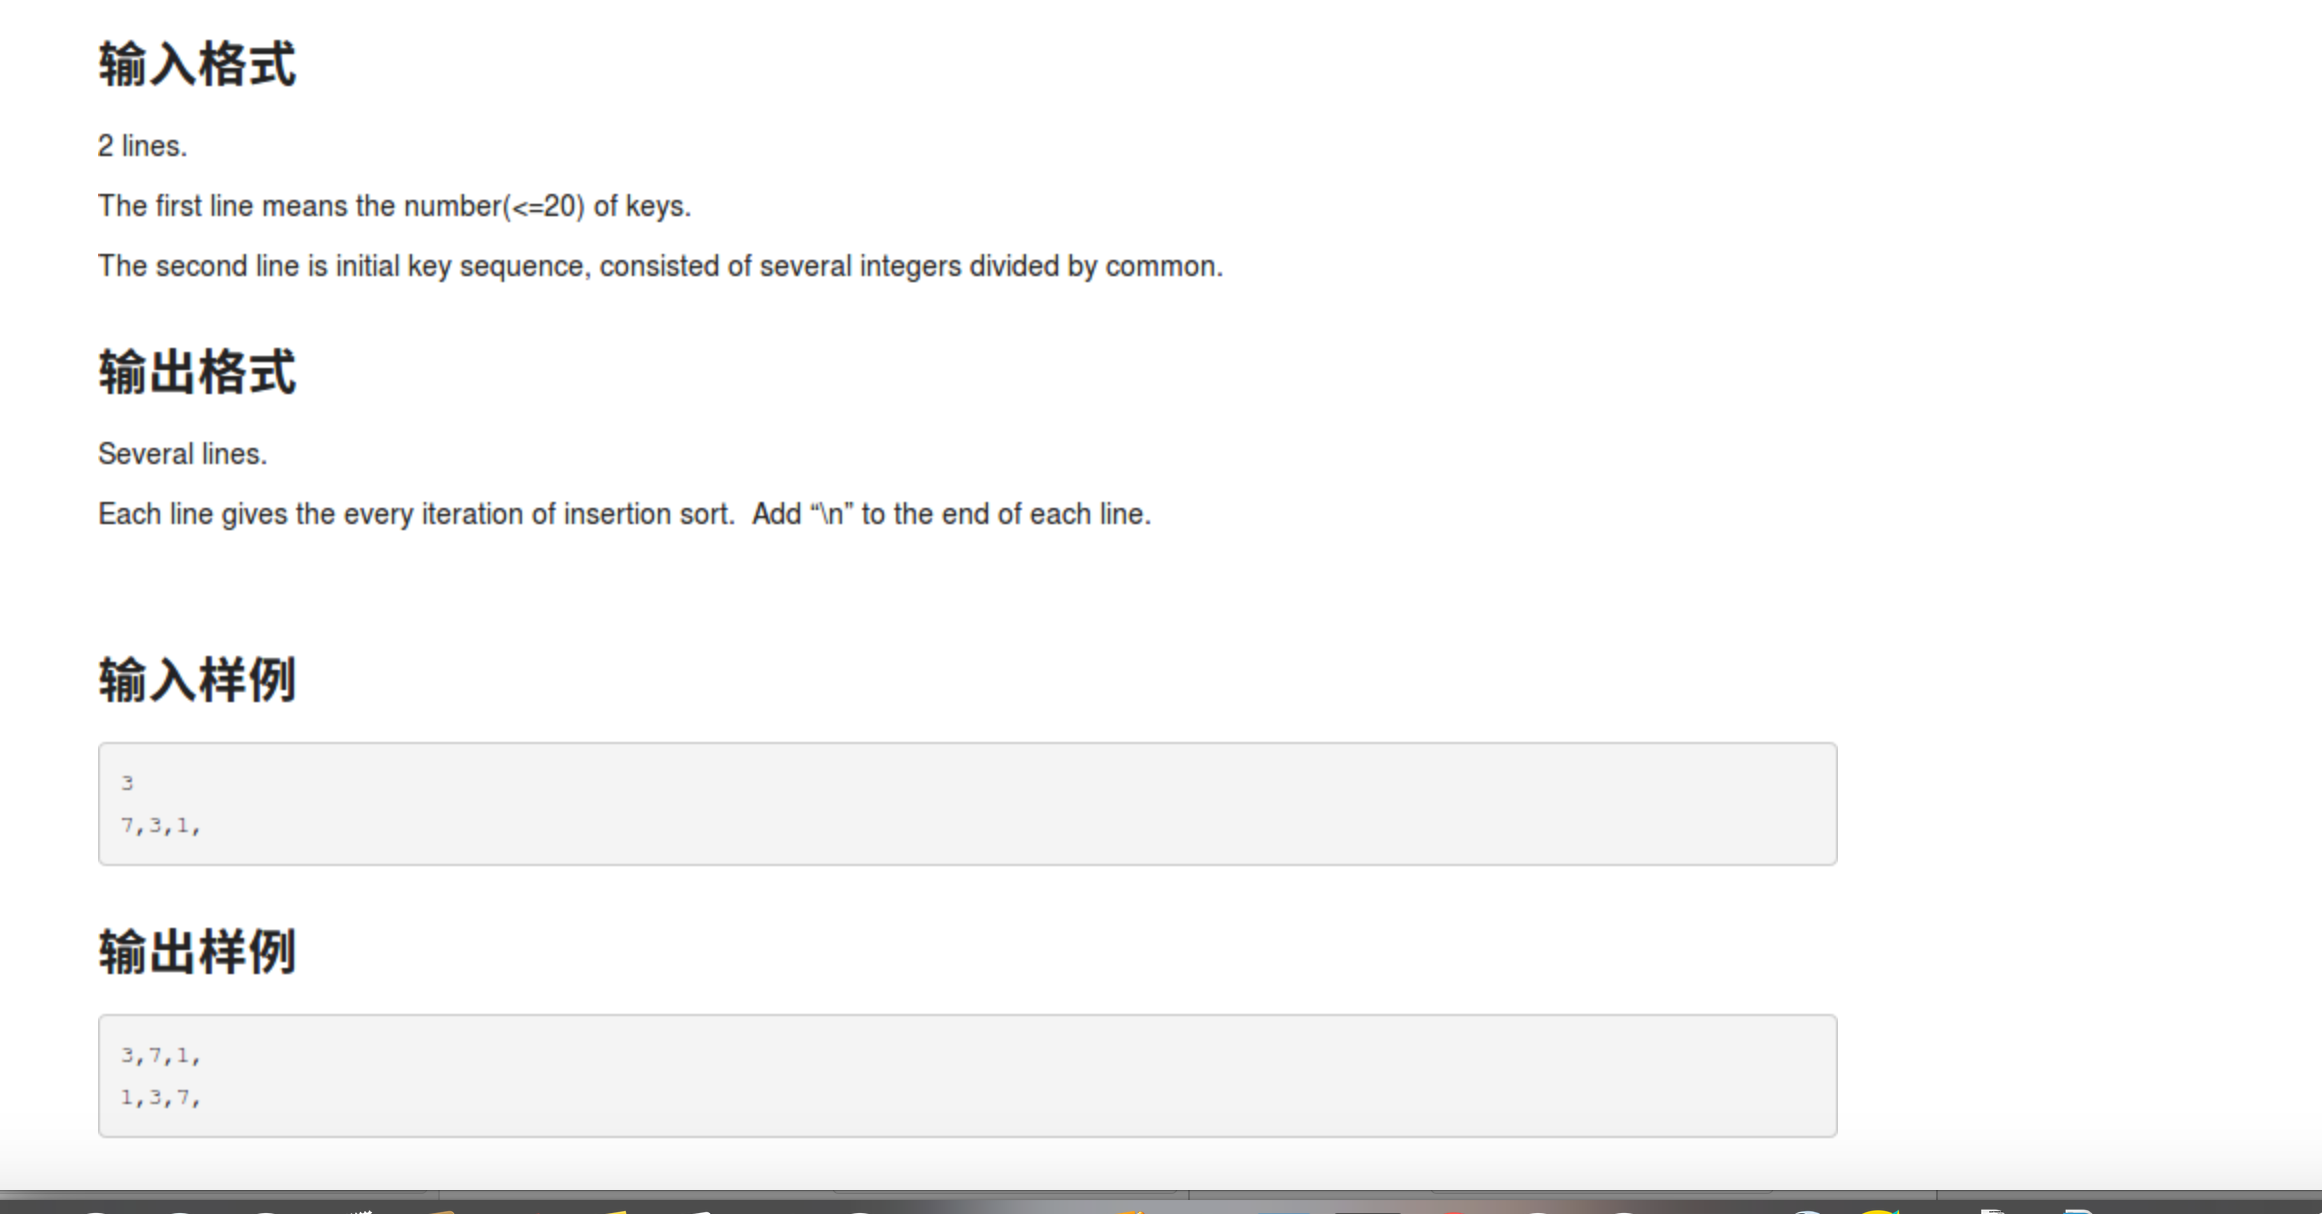 输入格式
2 lines.
The first line means the number(<=20) of keys.
The second line is initial key sequence, consisted of several integers divided by common.
输出格式
Several lines.
Each line gives the every iteration of insertion sort.  Add “\n” to the end of each line.
输入样例
3
7,3,1,
输出样例
3,7,1,
1,3,7,